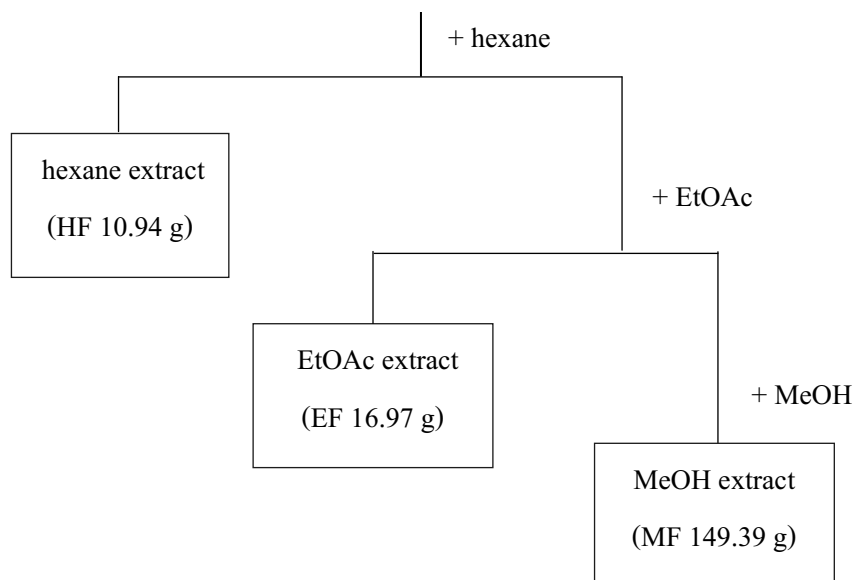 + hexane
hexane extract
(HF 10.94 g)
+ EtOAc
EtOAc extract
(EF 16.97 g)
+ MeOH
MeOH extract
(MF 149.39 g)